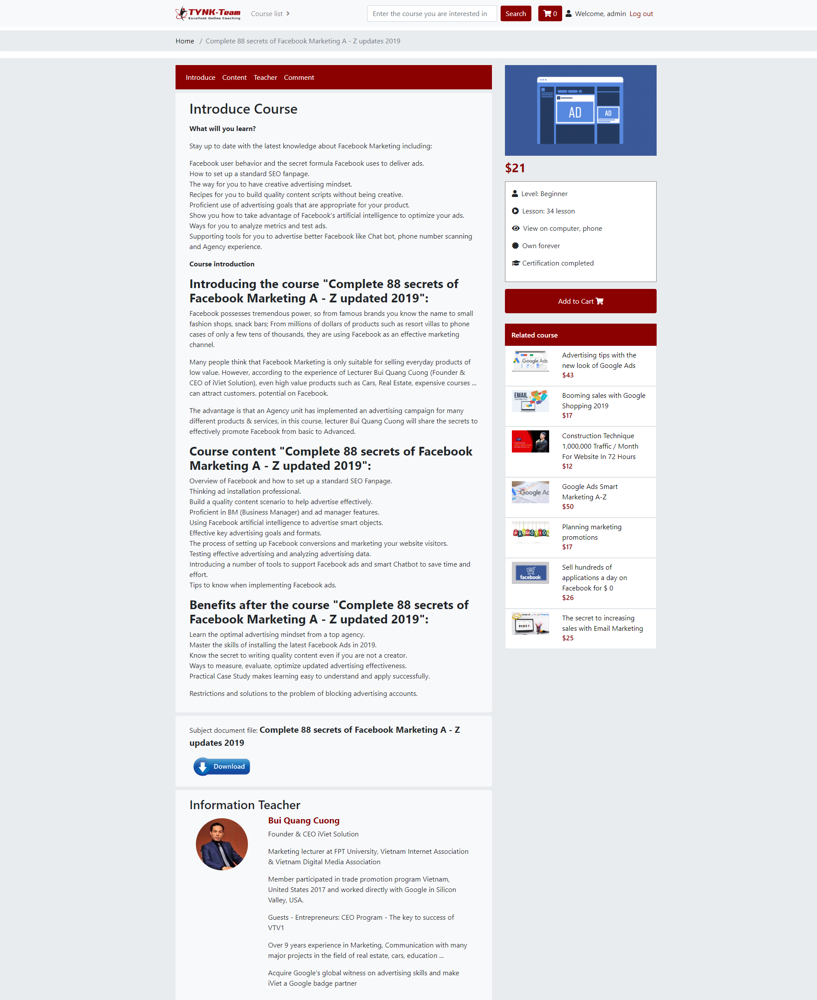 TYNK-Team
Excellent Online Coaching
Course list
Enter the course you are interested in
Search
0
Welcome, admin
Log out
Home / Complete 88 secrets of Facebook Marketing A - Z updates 2019
Introduce
Content
Teacher
Comment
Introduce Course
What will you learn?
Stay up to date with the latest knowledge about Facebook Marketing including:
Facebook user behavior and the secret formula Facebook uses to deliver ads.
How to set up a standard SEO fanpage.
The way for you to have creative advertising mindset.
Recipes for you to build quality content scripts without being creative.
Proficient use of advertising goals that are appropriate for your product.
Show you how to take advantage of Facebook's artificial intelligence to optimize your ads.
Ways for you to analyze metrics and test ads.
Supporting tools for you to advertise better Facebook like Chat bot, phone number scanning
and Agency experience.
Course introduction
Introducing the course "Complete 88 secrets of
Facebook Marketing A - Z updated 2019":
Facebook possesses tremendous power, so from famous brands you know the name to small
fashion shops, snack bars; From millions of dollars of products such as resort villas to phone
cases of only a few tens of thousands, they are using Facebook as an effective marketing
channel.
Many people think that Facebook Marketing is only suitable for selling everyday products of
low value. However, according to the experience of Lecturer Bui Quang Cuong (Founder &
CEO of iViet Solution), even high value products such as Cars, Real Estate, expensive courses ...
can attract customers. potential on Facebook.
The advantage is that an Agency unit has implemented an advertising campaign for many
different products & services, in this course, lecturer Bui Quang Cuong will share the secrets to
effectively promote Facebook from basic to Advanced.
Course content "Complete 88 secrets of Facebook
Marketing A - Z updated 2019":
Overview of Facebook and how to set up a standard SEO Fanpage.
Thinking ad installation professional.
Build a quality content scenario to help advertise effectively.
Proficient in BM (Business Manager) and ad manager features.
Using Facebook artificial intelligence to advertise smart objects.
Effective key advertising goals and formats.
The process of setting up Facebook conversions and marketing your website visitors.
Testing effective advertising and analyzing advertising data.
Introducing a number of tools to support Facebook ads and smart Chatbot to save time and
effort.
Tips to know when implementing Facebook ads.
Benefits after the course "Complete 88 secrets of
Facebook Marketing A - Z updated 2019":
Learn the optimal advertising mindset from a top agency.
Master the skills of installing the latest Facebook Ads in 2019.
Know the secret to writing quality content even if you are not a creator.
Ways to measure, evaluate, optimize updated advertising effectiveness.
Practical Case Study makes learning easy to understand and apply successfully.
Restrictions and solutions to the problem of blocking advertising accounts.
Subject document file: Complete 88 secrets of Facebook Marketing A - Z
updates 2019
Download
Information Teacher
Bui Quang Cuong
Founder & CEO iViet Solution
Marketing lecturer at FPT University, Vietnam Internet Association
& Vietnam Digital Media Association
Member participated in trade promotion program Vietnam,
United States 2017 and worked directly with Google in Silicon
Valley, USA.
Guests - Entrepreneurs: CEO Program - The key to success of
VTV1
Over 9 years experience in Marketing, Communication with many
major projects in the field of real estate, cars, education ...
Acquire Google's global witness on advertising skills and make
iViet a Google badge partner
AD
AD
$21
Level: Beginner
Lesson: 34 lesson
View on computer, phone
Own forever
Certification completed
Add to Cart
Related course
Google Ads
Advertising tips with the
new look of Google Ads
$43
EMAIL
MARKETING
Booming sales with Google
Shopping 2019
$17
Construction Technique
1,000,000 Traffic / Month
For Website In 72 Hours
$12
Google Ad
Google Ads Smart
Marketing A-Z
$50
PROMOTION
Planning marketing
promotions
$17
facebook
Sell hundreds of
applications a day on
Facebook for $ 0
$26
Google Shopping
The secret to increasing
sales with Email Marketing
$25